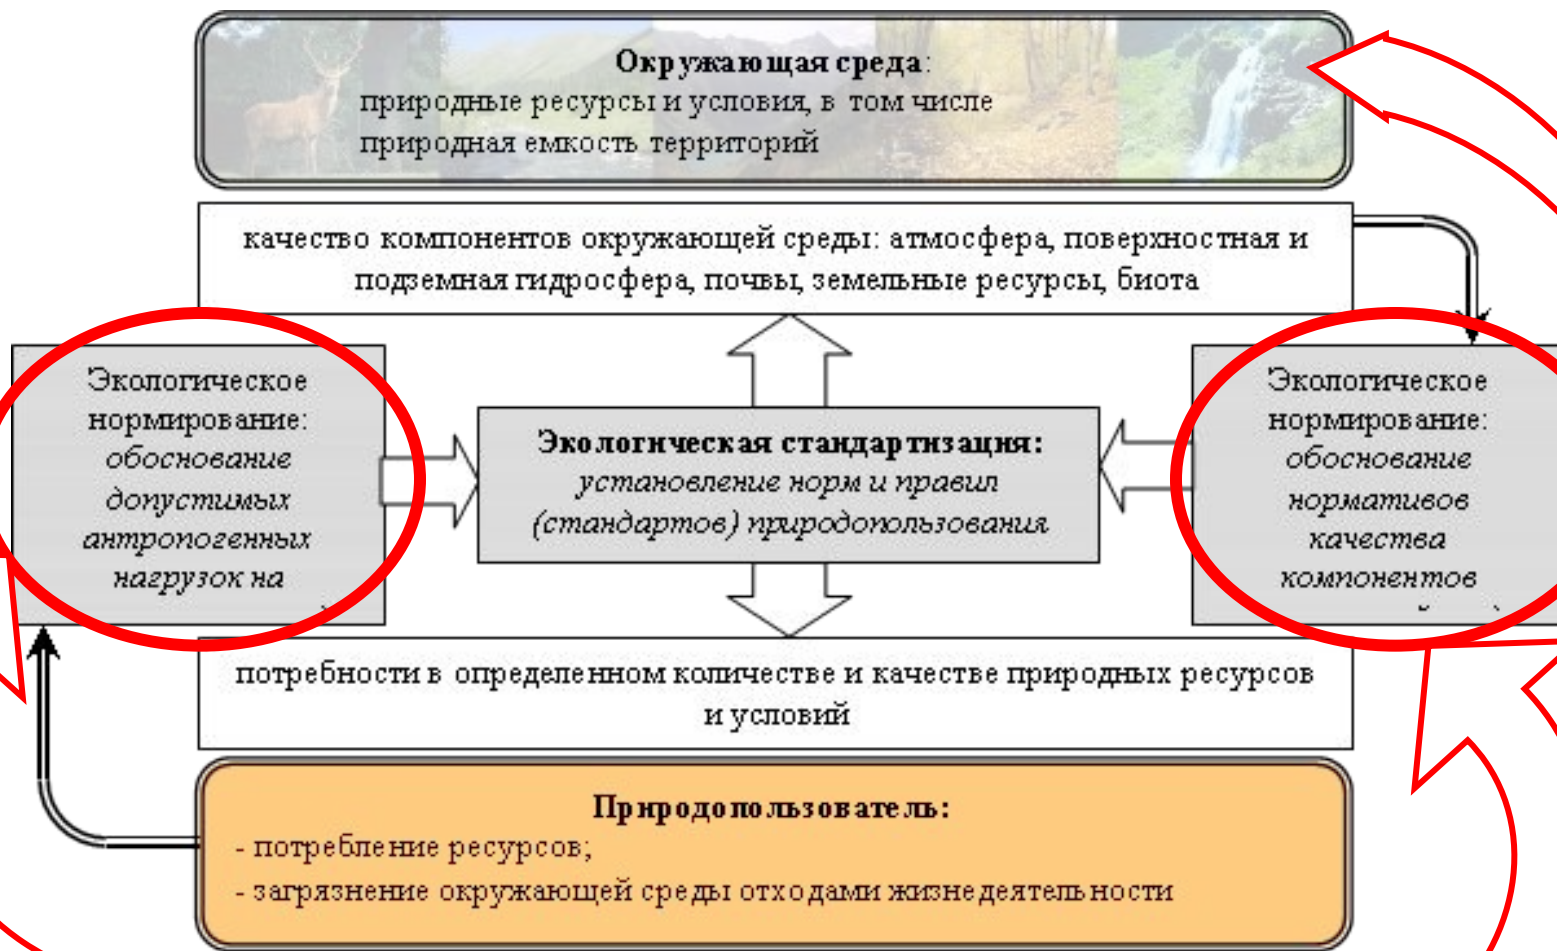 Окружающая среда:
природные ресурсы и условия, в том числе
природная емкость территорий
качество компонентов окружающей среды: атмосфера, поверхностная и
подземная гидросфера, почвы, земельные ресурсы, биота
Экологическое
нормирование:
обоснование
допустимых
антропогенных
нагрузок на
Экологическая стандартизация:
установление норм и правил
(стандартов) природопользования
Экологическое
нормирование:
обоснование
нормативов
качества
компонентов
потребности в определенном количестве и качестве природных ресурсов
и условий
Природопользователь:
- потребление ресурсов;
- загрязнение окружающей среды отходами жизнедеятельности